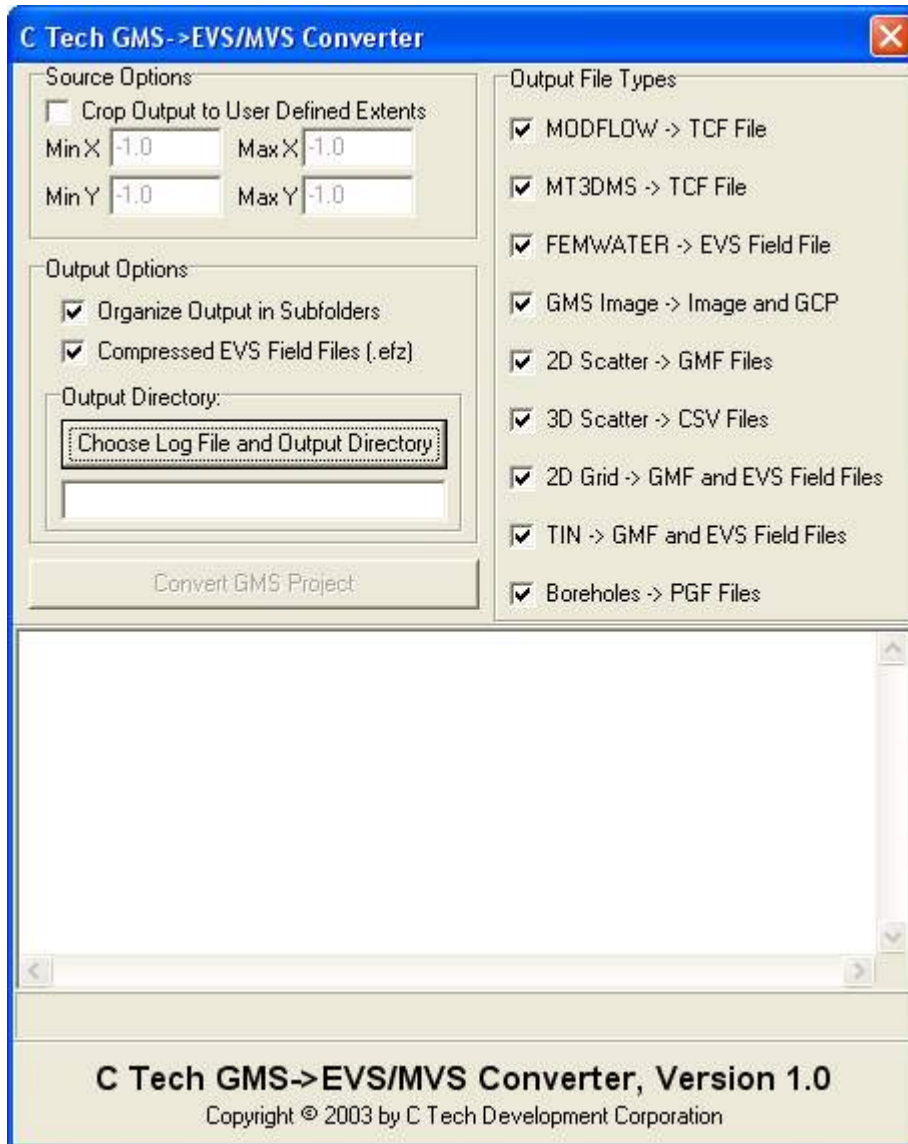 C Tech GMS->EVS/MVS Converter
Source Options
Crop Output to User Defined Extents
Min X -1.0 Max X -1.0
Min Y -1.0 Max Y -1.0
Output Options
Organize Output in Subfolders
Compressed EVS Field Files (.efz)
Output Directory:
Choose Log File and Output Directory
Convert GMS Project
Output File Types
MODFLOW -> TCF File
MT3DMS -> TCF File
FEMWATER -> EVS Field File
GMS Image -> Image and GCP
2D Scatter -> GMF Files
3D Scatter -> CSV Files
2D Grid -> GMF and EVS Field Files
TIN -> GMF and EVS Field Files
Boreholes -> PGF Files
C Tech GMS->EVS/MVS Converter, Version 1.0
Copyright © 2003 by C Tech Development Corporation